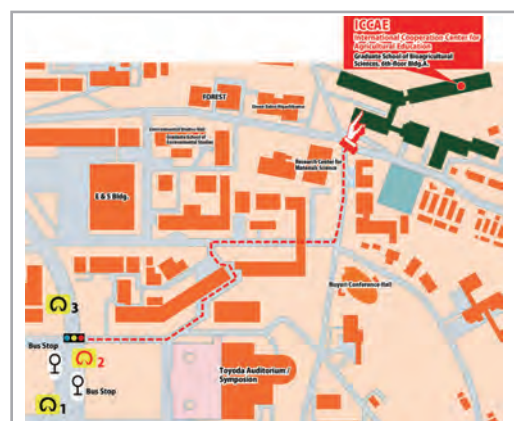 ICCAE
International Cooperation Center for
Agricultural Education
Graduate School of Bioagricultural
Sciences, 6th-floor Bldg.A.
FOREST
Environmental Studies Hall
Graduate School of
Environmental Studies
Research Center for
Materials Science
E & S Bldg.
3
Bus Stop
2
Bus Stop
1
Noyori Conference Hall
Toyoda Auditorium /
Symposion